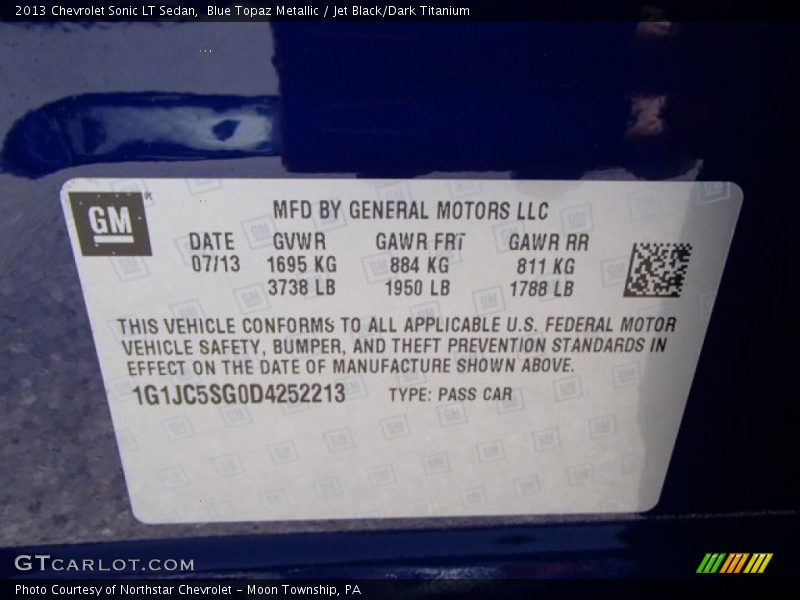 2013 Chevrolet Sonic LT Sedan,  Blue Topaz Metallic / Jet Black/Dark Titanium
GM
MFD BY GENERAL MOTORS LLC
DATE GVWR GAWR FRT GAWR RR
07/13 1695 KG 884 KG 811 KG
3738 LB 1950 LB 1788 LB
THIS VEHICLE CONFORMS TO ALL APPLICABLE U.S. FEDERAL MOTOR
VEHICLE SAFETY, BUMPER, AND THEFT PREVENTION STANDARDS IN
EFFECT ON THE DATE OF MANUFACTURE SHOWN ABOVE.
1G1JC5SG0D4252213 TYPE: PASS CAR
GTCARLOT.COM
Photo Courtesy of Northstar Chevrolet - Moon Township, PA